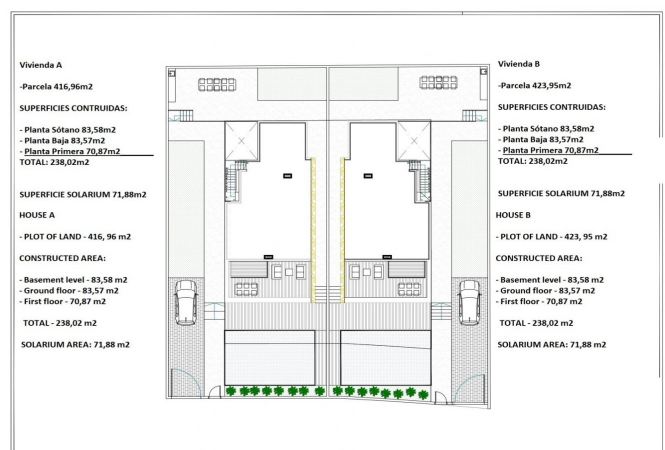 Vivienda A
-Parcela 416,96m2
SUPERFICIES CONTRUIDAS:
- Planta Sótano 83,58m2
- Planta Baja 83,57m2
- Planta Primera 70,87m2
TOTAL: 238,02m2
SUPERFICIE SOLARIUM 71,88m2
HOUSE A
- PLOT OF LAND - 416, 96 m2
CONSTRUCTED AREA:
- Basement level - 83,58 m2
- Ground floor - 83,57 m2
- First floor - 70,87 m2
TOTAL - 238,02 m2
SOLARIUM AREA: 71,88 m2
Vivienda B
-Parcela 423,95m2
SUPERFICIES CONTRUIDAS:
- Planta Sótano 83,58m2
- Planta Baja 83,57m2
- Planta Primera 70,87m2
TOTAL: 238,02m2
SUPERFICIE SOLARIUM 71,88m2
HOUSE B
- PLOT OF LAND - 423, 95 m2
CONSTRUCTED AREA:
- Basement level - 83,58 m2
- Ground floor - 83,57 m2
- First floor - 70,87 m2
TOTAL - 238,02 m2
SOLARIUM AREA: 71,88 m2